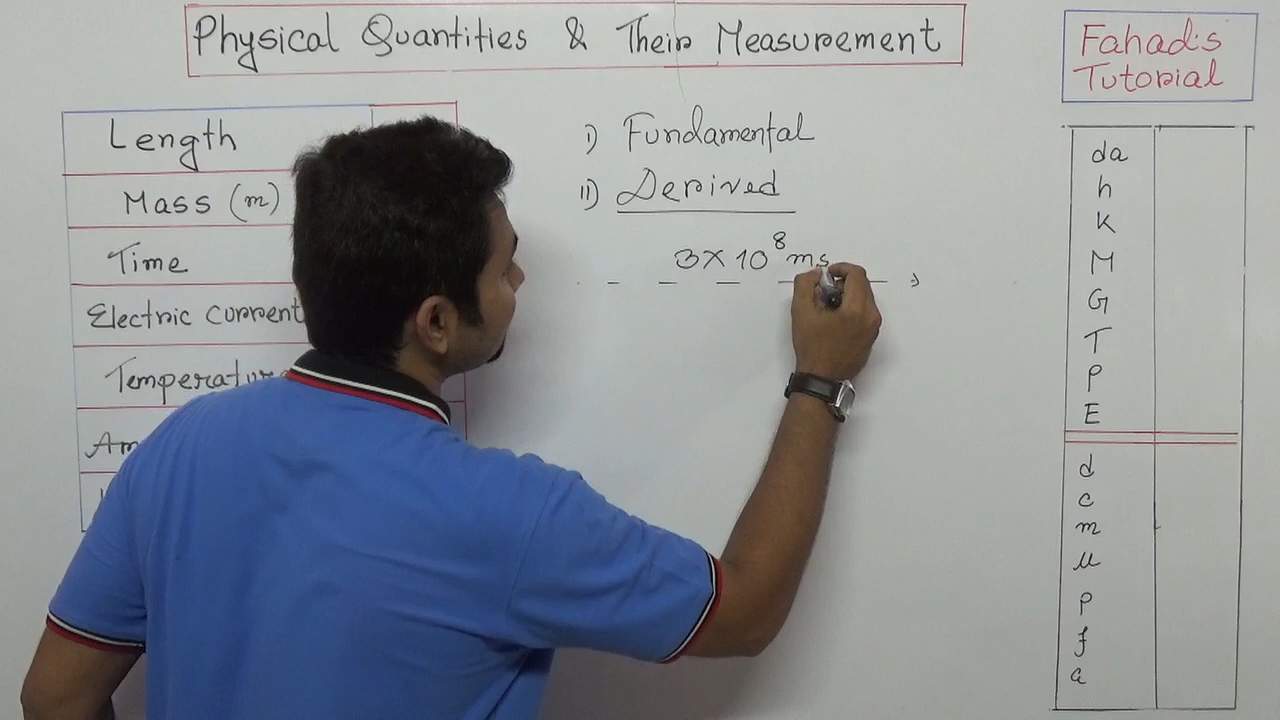 Physical Quantities & Their Measurement
Fahad's
Tutorial
Length
Mass (m)
Time
Electric current
Temperature
i) Fundamental
ii) Derived
3×10⁸ ms
da
h
K
M
G
T
P
E
d
c
m
μ
p
f
a